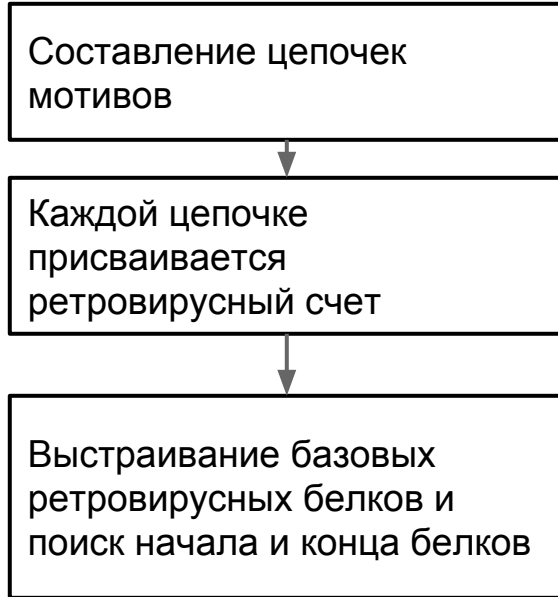 Составление цепочек
мотивов
Каждой цепочке
присваивается
ретровирусный счет
Выстраивание базовых
ретровирусных белков и
поиск начала и конца белков